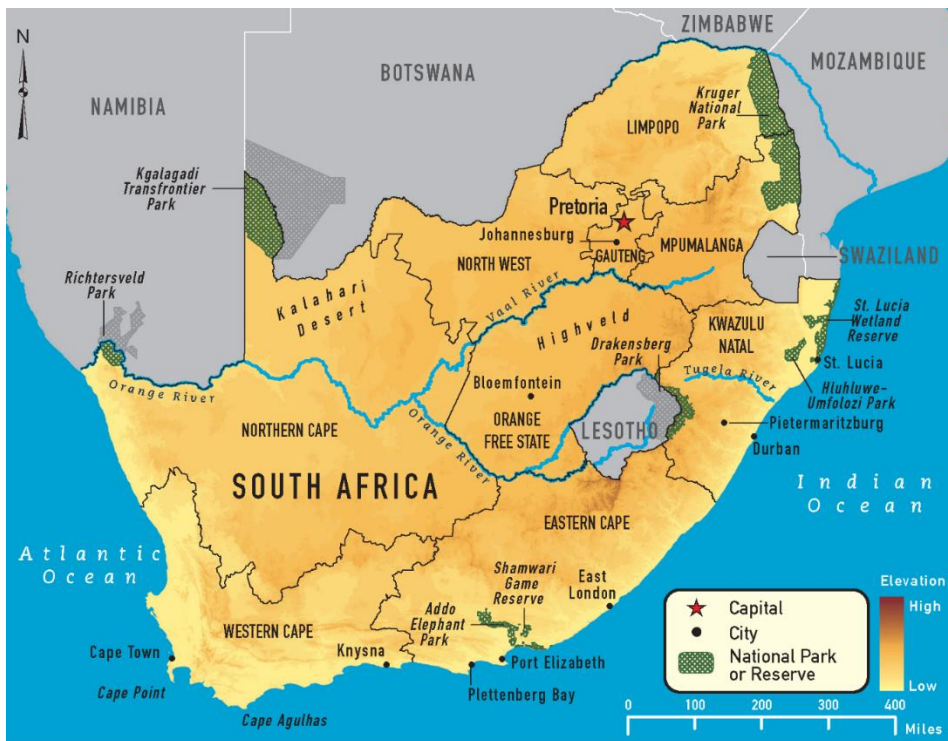 ZIMBABWE
N
MOZAMBIQUE
BOTSWANA
NAMIBIA
Kruger
National
Park
LIMPOPO
Kgalagadi
Transfrontier
Park
Pretoria
Johannesburg
GAUTENG
MPUMALANGA
SWAZILAND
NORTH WEST
Richtersveld
Park
Kalahari
Desert
Vaal River
Highveld
KWAZULU
NATAL
St. Lucia
Wetland
Reserve
Drakensberg
Park
St. Lucia
Tugela River
Hluhluwe-
Umfolozi Park
Orange River
Bloemfontein
Orange River
ORANGE
FREE STATE
LESOTHO
Pietermaritzburg
Durban
NORTHERN CAPE
SOUTH AFRICA
Indian
Ocean
EASTERN CAPE
Atlantic
Ocean
Shamwari
Game
Reserve
East
London
Addo
Elephant
Park
WESTERN CAPE
Cape Town
Knysna
Port Elizabeth
Plettenberg Bay
Cape Point
Cape Agulhas
Elevation
High
Low
Capital
City
National Park
or Reserve
0 100 200 300 400
Miles